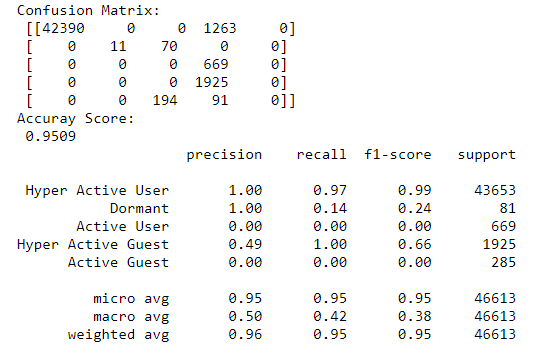 Confusion Matrix:
[[42390 0 0 1263 0]
[ 0 11 70 0 0]
[ 0 0 0 669 0]
[ 0 0 0 1925 0]
[ 0 0 194 91 0]]
Accuray Score:
0.9509
precision recall f1-score support
Hyper Active User 1.00 0.97 0.99 43653
Dormant 1.00 0.14 0.24 81
Active User 0.00 0.00 0.00 669
Hyper Active Guest 0.49 1.00 0.66 1925
Active Guest 0.00 0.00 0.00 285
micro avg 0.95 0.95 0.95 46613
macro avg 0.50 0.42 0.38 46613
weighted avg 0.96 0.95 0.95 46613